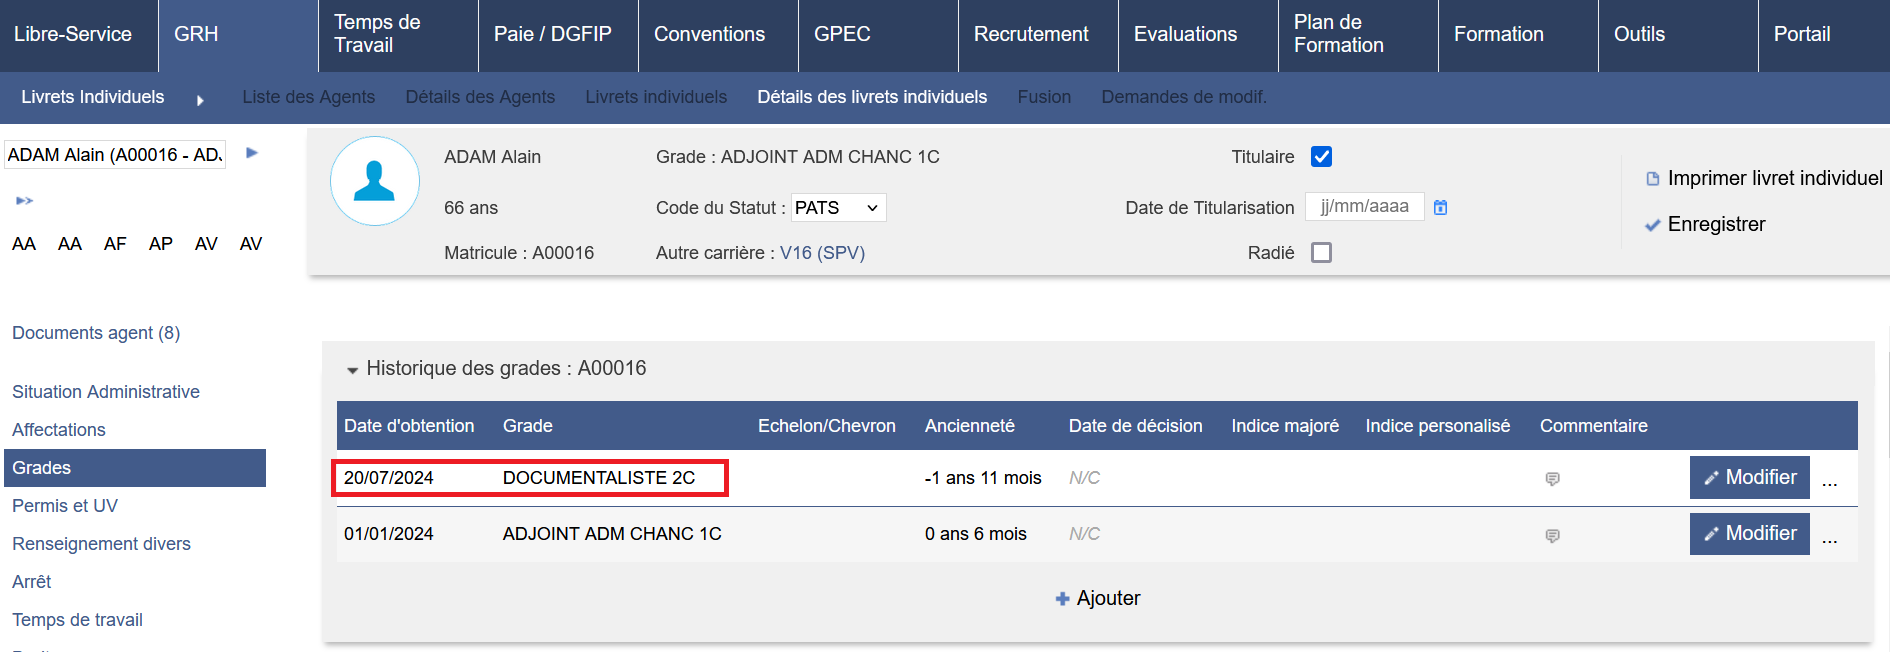 Libre-Service GRH Temps de Travail Paie / DGFIP Conventions GPEC Recrutement Evaluations Plan de Formation Formation Outils Portail
Livrets Individuels Liste des Agents Détails des Agents Livrets individuels Détails des livrets individuels Fusion Demandes de modif.
ADAM Alain (A00016 - AD
AA AA AF AP AV AV
Documents agent (8)
Situation Administrative
Affectations
Grades
Permis et UV
Renseignement divers
Arrêt
Temps de travail
ADAM Alain Grade : ADJOINT ADM CHANC 1C Titulaire
66 ans Code du Statut : PATS Date de Titularisation jj/mm/aaaa
Matricule : A00016 Autre carrière : V16 (SPV) Radié
Imprimer livret individuel
Enregistrer
Historique des grades : A00016
Date d'obtention Grade Echelon/Chevron Ancienneté Date de décision Indice majoré Indice personalisé Commentaire
20/07/2024 DOCUMENTALISTE 2C -1 ans 11 mois N/C Modifier ...
01/01/2024 ADJOINT ADM CHANC 1C 0 ans 6 mois N/C Modifier ...
Ajouter